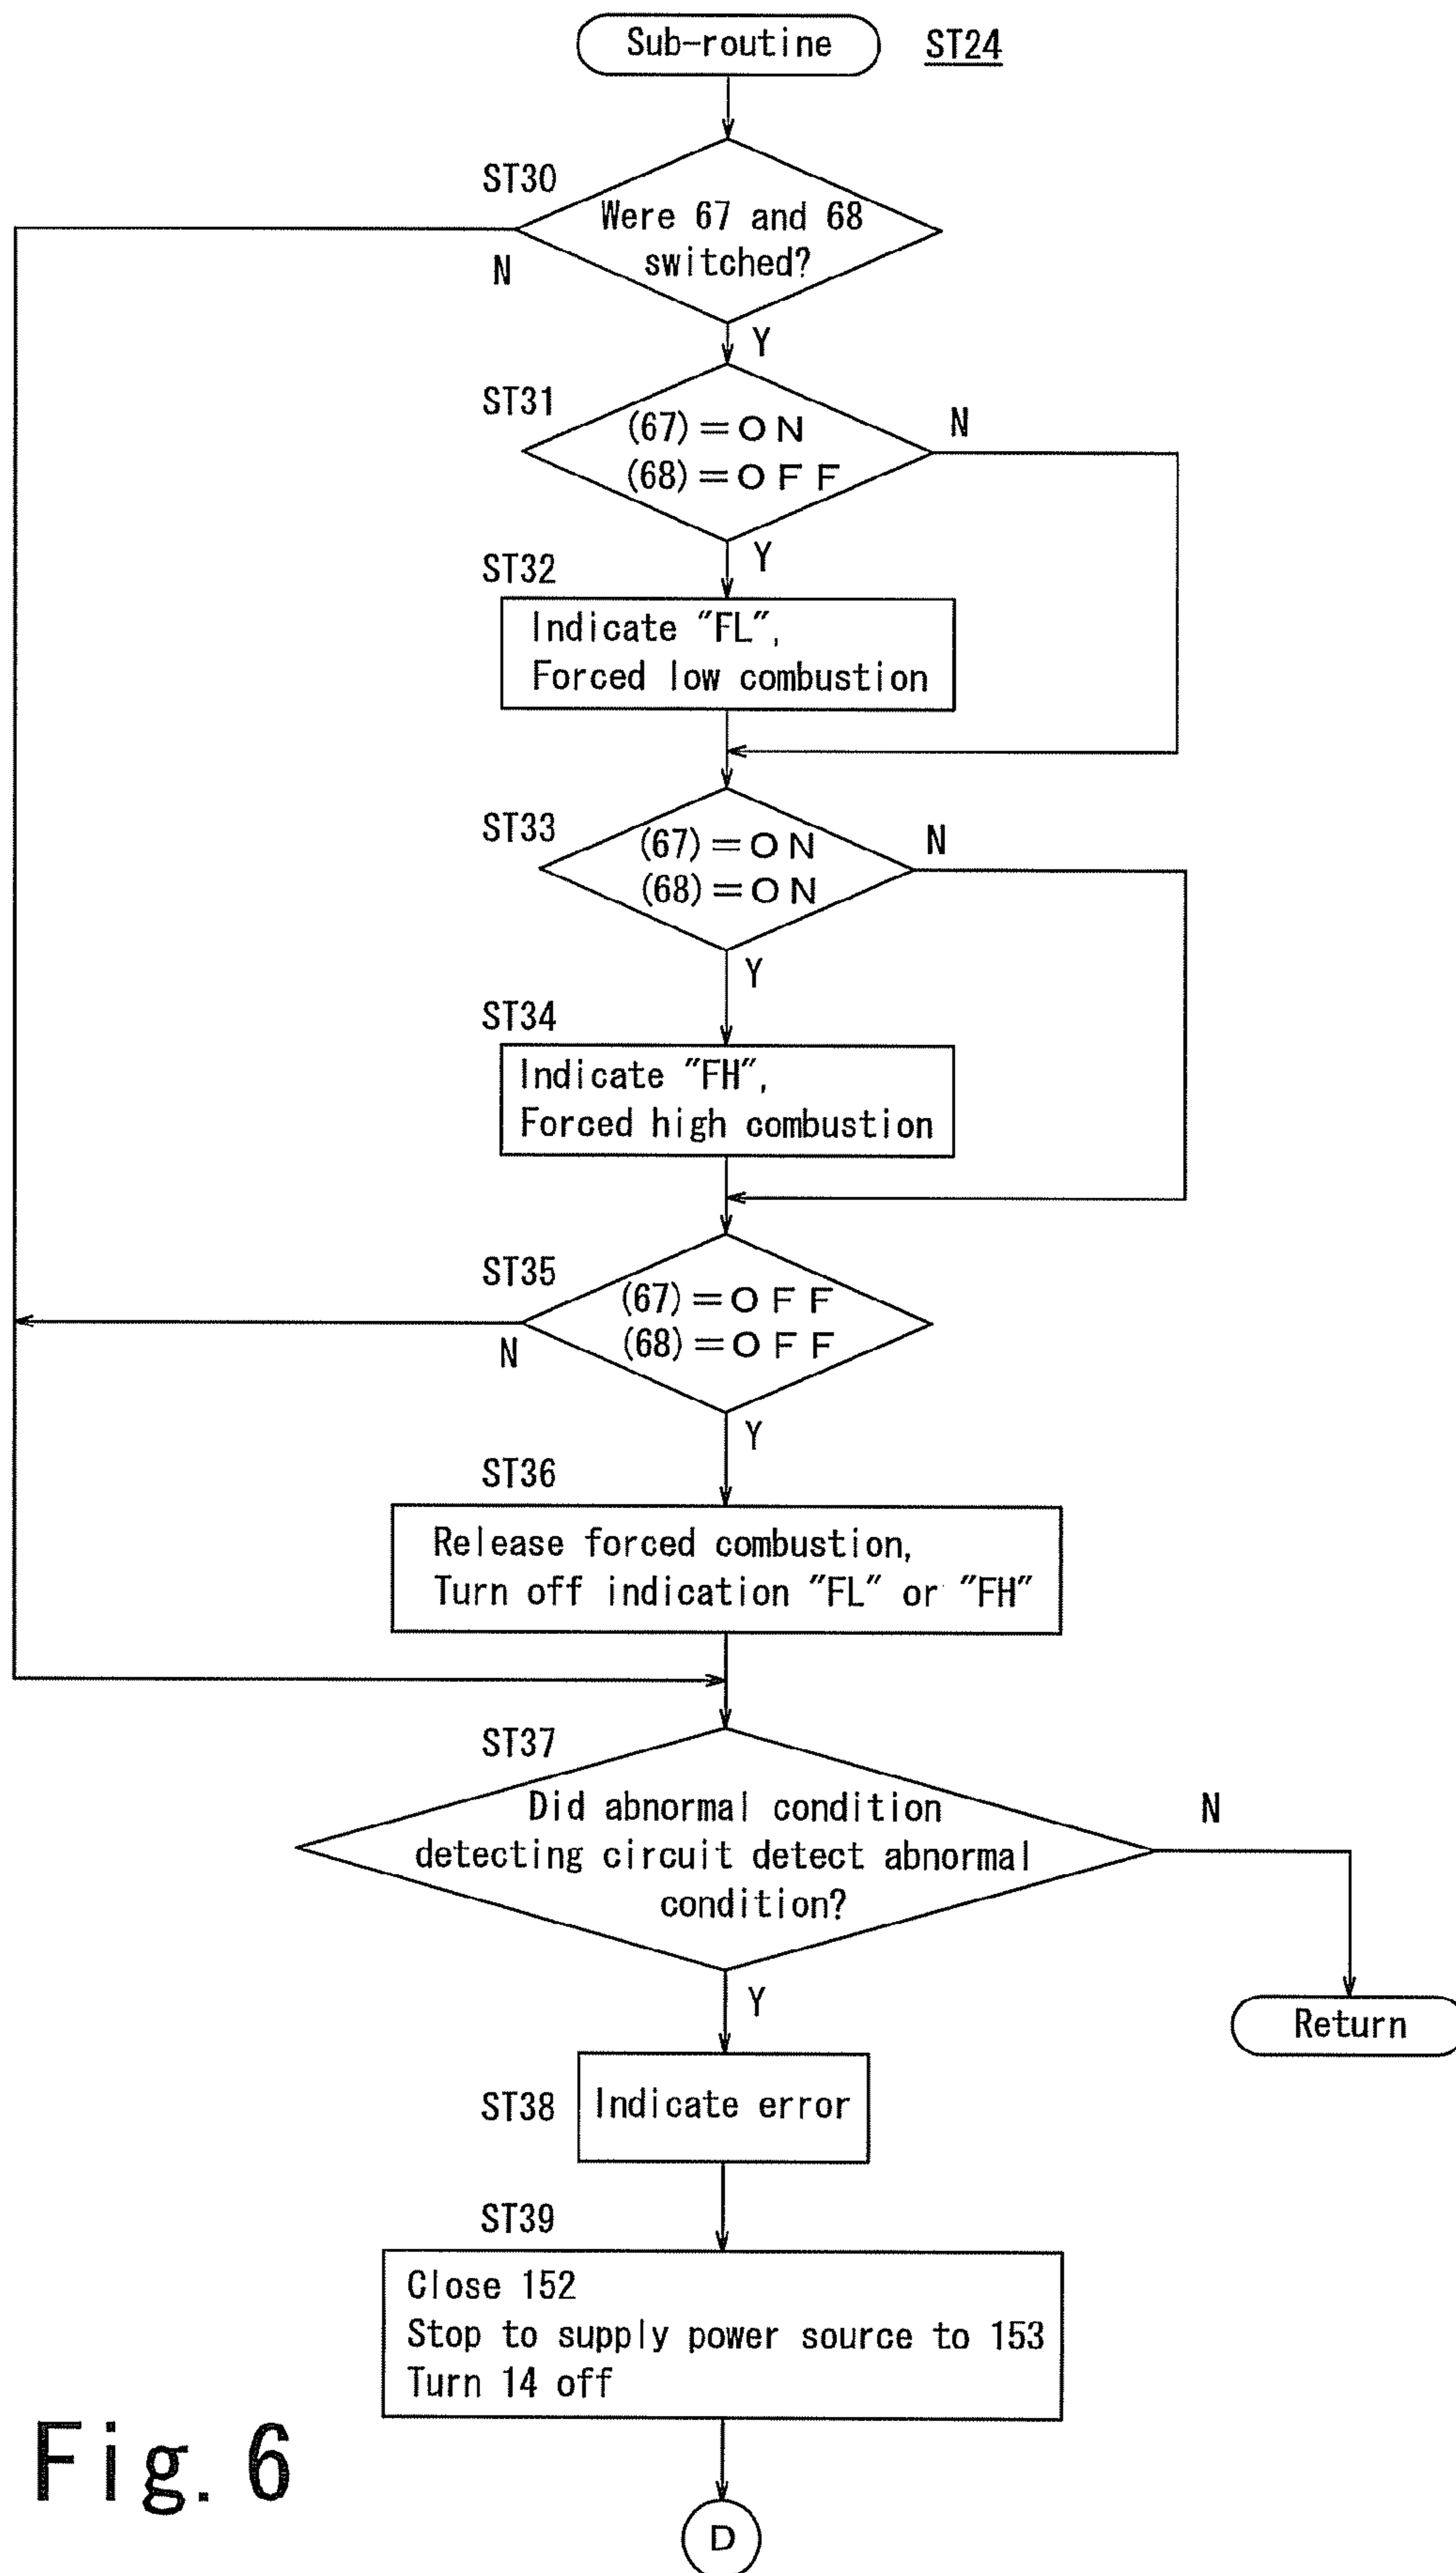 Sub-routine
ST24
ST30
Were 67 and 68
switched?
N
Y
ST31
(67)=ON
(68)=OFF
N
Y
ST32
Indicate "FL",
Forced low combustion
ST33
(67)=ON
(68)=ON
N
Y
ST34
Indicate "FH",
Forced high combustion
ST35
(67)=OFF
(68)=OFF
N
Y
ST36
Release forced combustion,
Turn off indication "FL" or "FH"
ST37
Did abnormal condition
detecting circuit detect abnormal
condition?
N
Y
Return
ST38
Indicate error
ST39
Close 152
Stop to supply power source to 153
Turn 14 off
D
Fig. 6